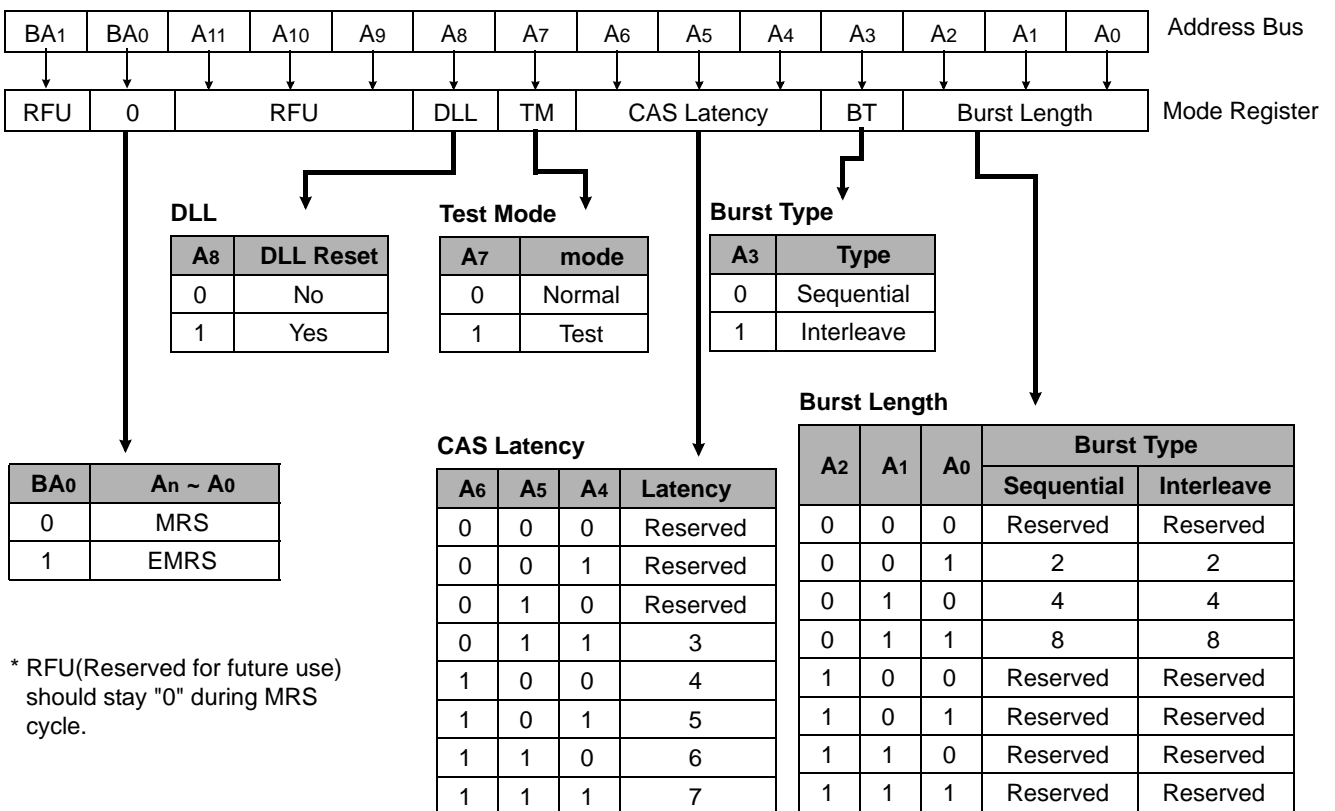 BA1 BA0 A11 A10 A9 A8 A7 A6 A5 A4 A3 A2 A1 A0 Address Bus
RFU 0 RFU DLL TM CAS Latency BT Burst Length Mode Register
DLL
A8 DLL Reset
0 No
1 Yes
Test Mode
A7 mode
0 Normal
1 Test
Burst Type
A3 Type
0 Sequential
1 Interleave
BA0 An ~ A0
0 MRS
1 EMRS
* RFU(Reserved for future use)
should stay "0" during MRS
cycle.
CAS Latency
A6 A5 A4 Latency
0 0 0 Reserved
0 0 1 Reserved
0 1 0 Reserved
0 1 1 3
1 0 0 4
1 0 1 5
1 1 0 6
1 1 1 7
Burst Length
A2 A1 A0 Burst Type
Sequential Interleave
0 0 0 Reserved Reserved
0 0 1 2 2
0 1 0 4 4
0 1 1 8 8
1 0 0 Reserved Reserved
1 0 1 Reserved Reserved
1 1 0 Reserved Reserved
1 1 1 Reserved Reserved